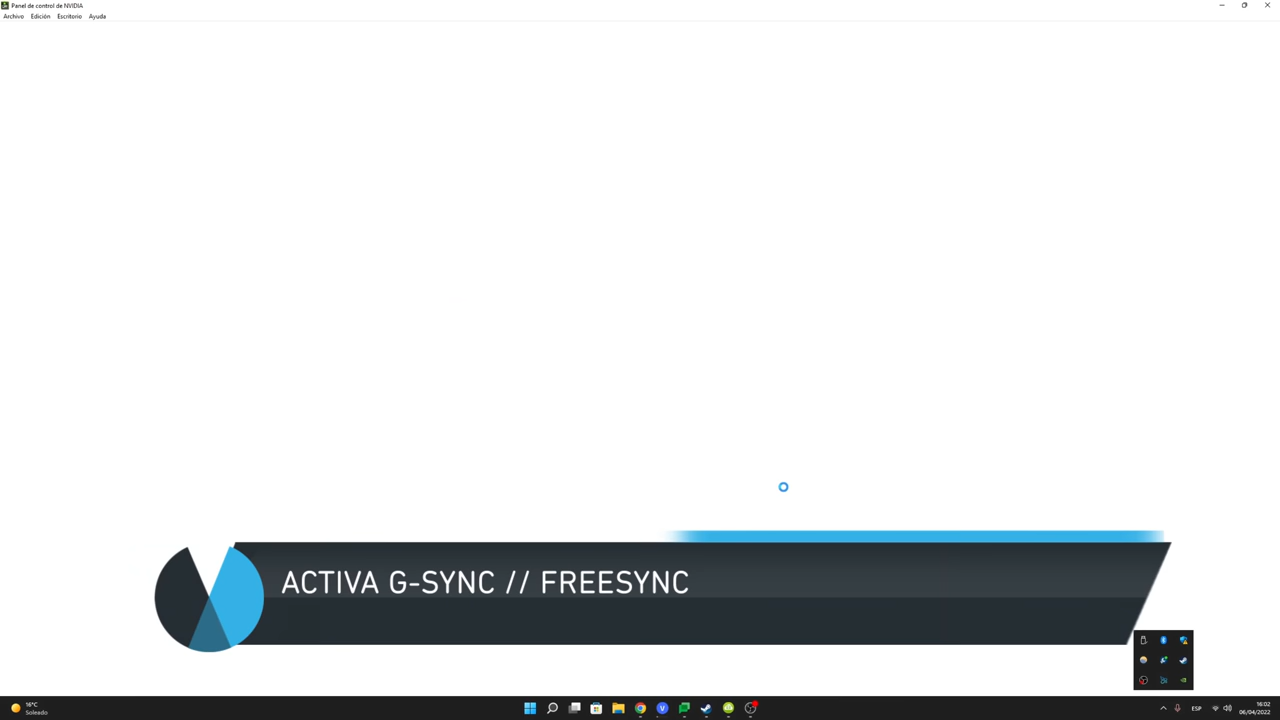 Panel de control de NVIDIA
Archivo Edición Escritorio Ayuda
ACTIVA G-SYNC // FREESYNC
16°C
Soleado
ESP
16:02
06/04/2022